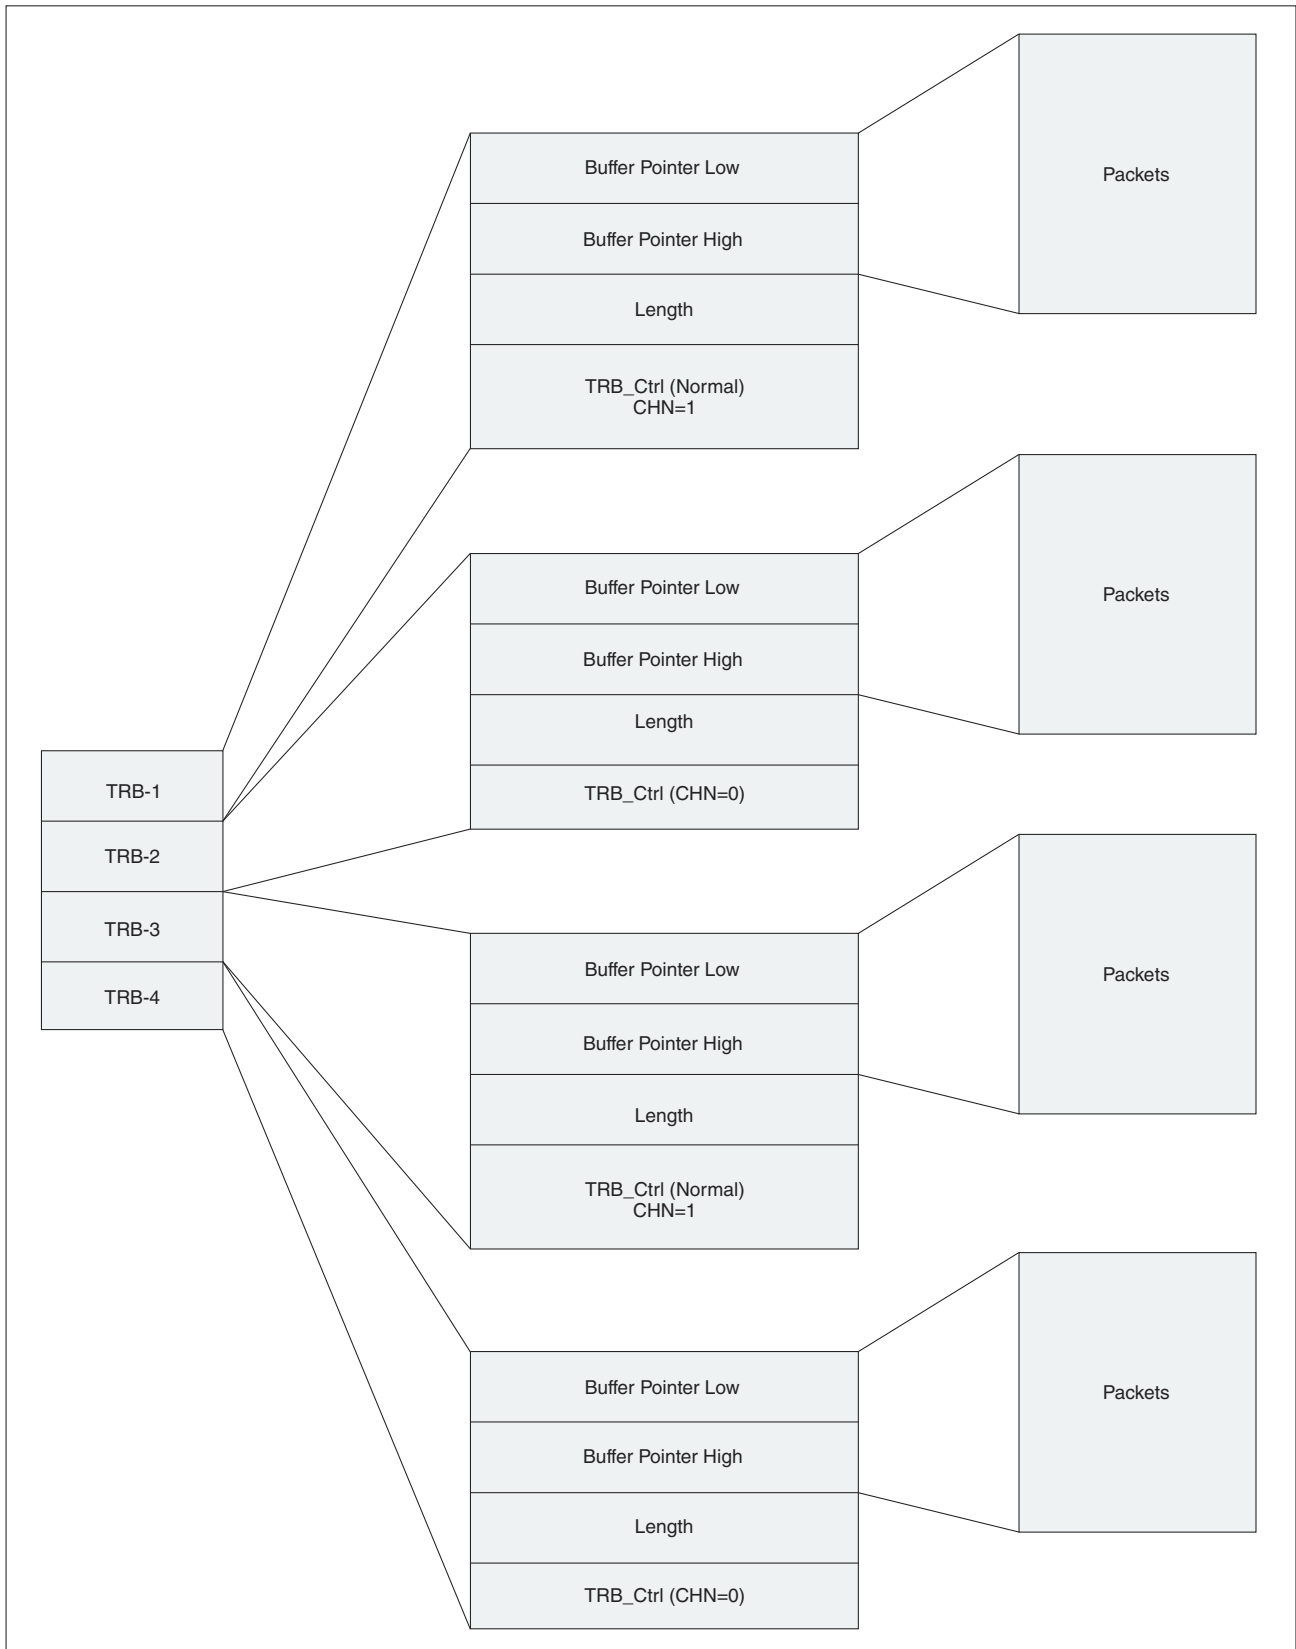 TRB-1
TRB-2
TRB-3
TRB-4
Buffer Pointer Low
Buffer Pointer High
Length
TRB_Ctrl (Normal)
CHN=1
Packets
Buffer Pointer Low
Buffer Pointer High
Length
TRB_Ctrl (CHN=0)
Packets
Buffer Pointer Low
Buffer Pointer High
Length
TRB_Ctrl (Normal)
CHN=1
Packets
Buffer Pointer Low
Buffer Pointer High
Length
TRB_Ctrl (CHN=0)
Packets